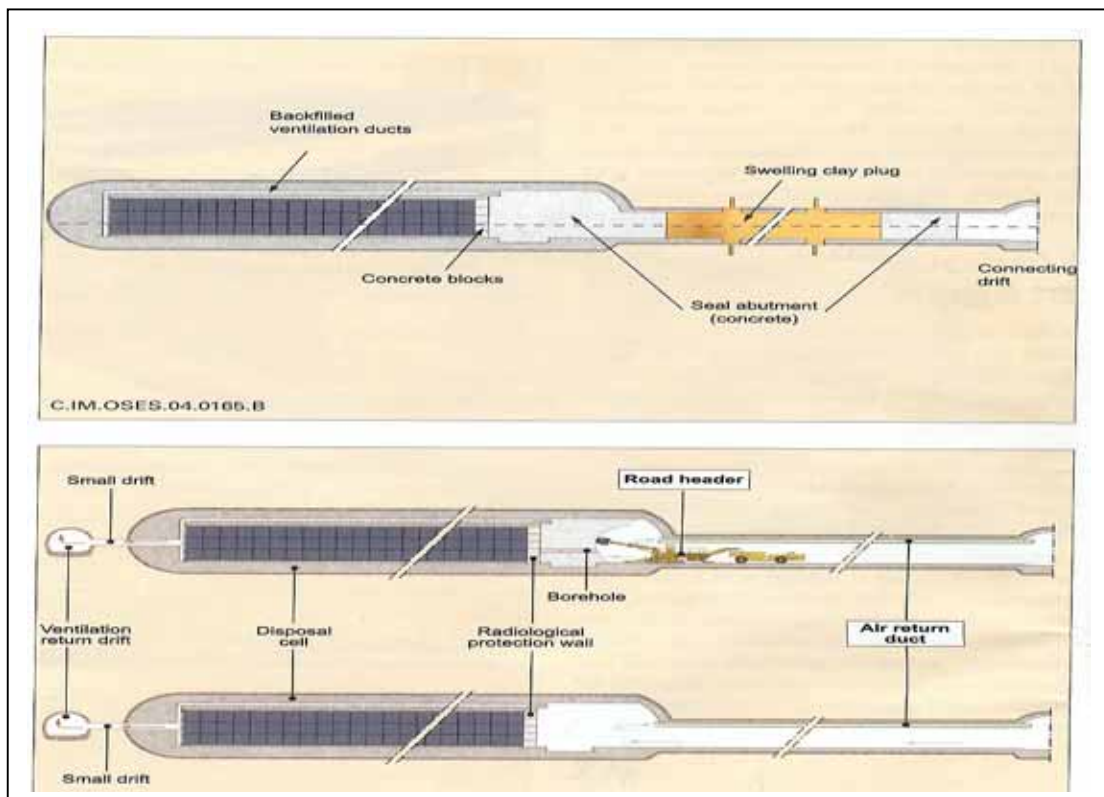 Backfilled
ventilation ducts
Swelling clay plug
Concrete blocks
Connecting
drift
Seal abutment
(concrete)
C.IM.OSES.04.0165.B
Small drift
Road header
Borehole
Ventilation
return drift
Disposal
cell
Radiological
protection wall
Air return
duct
Small drift